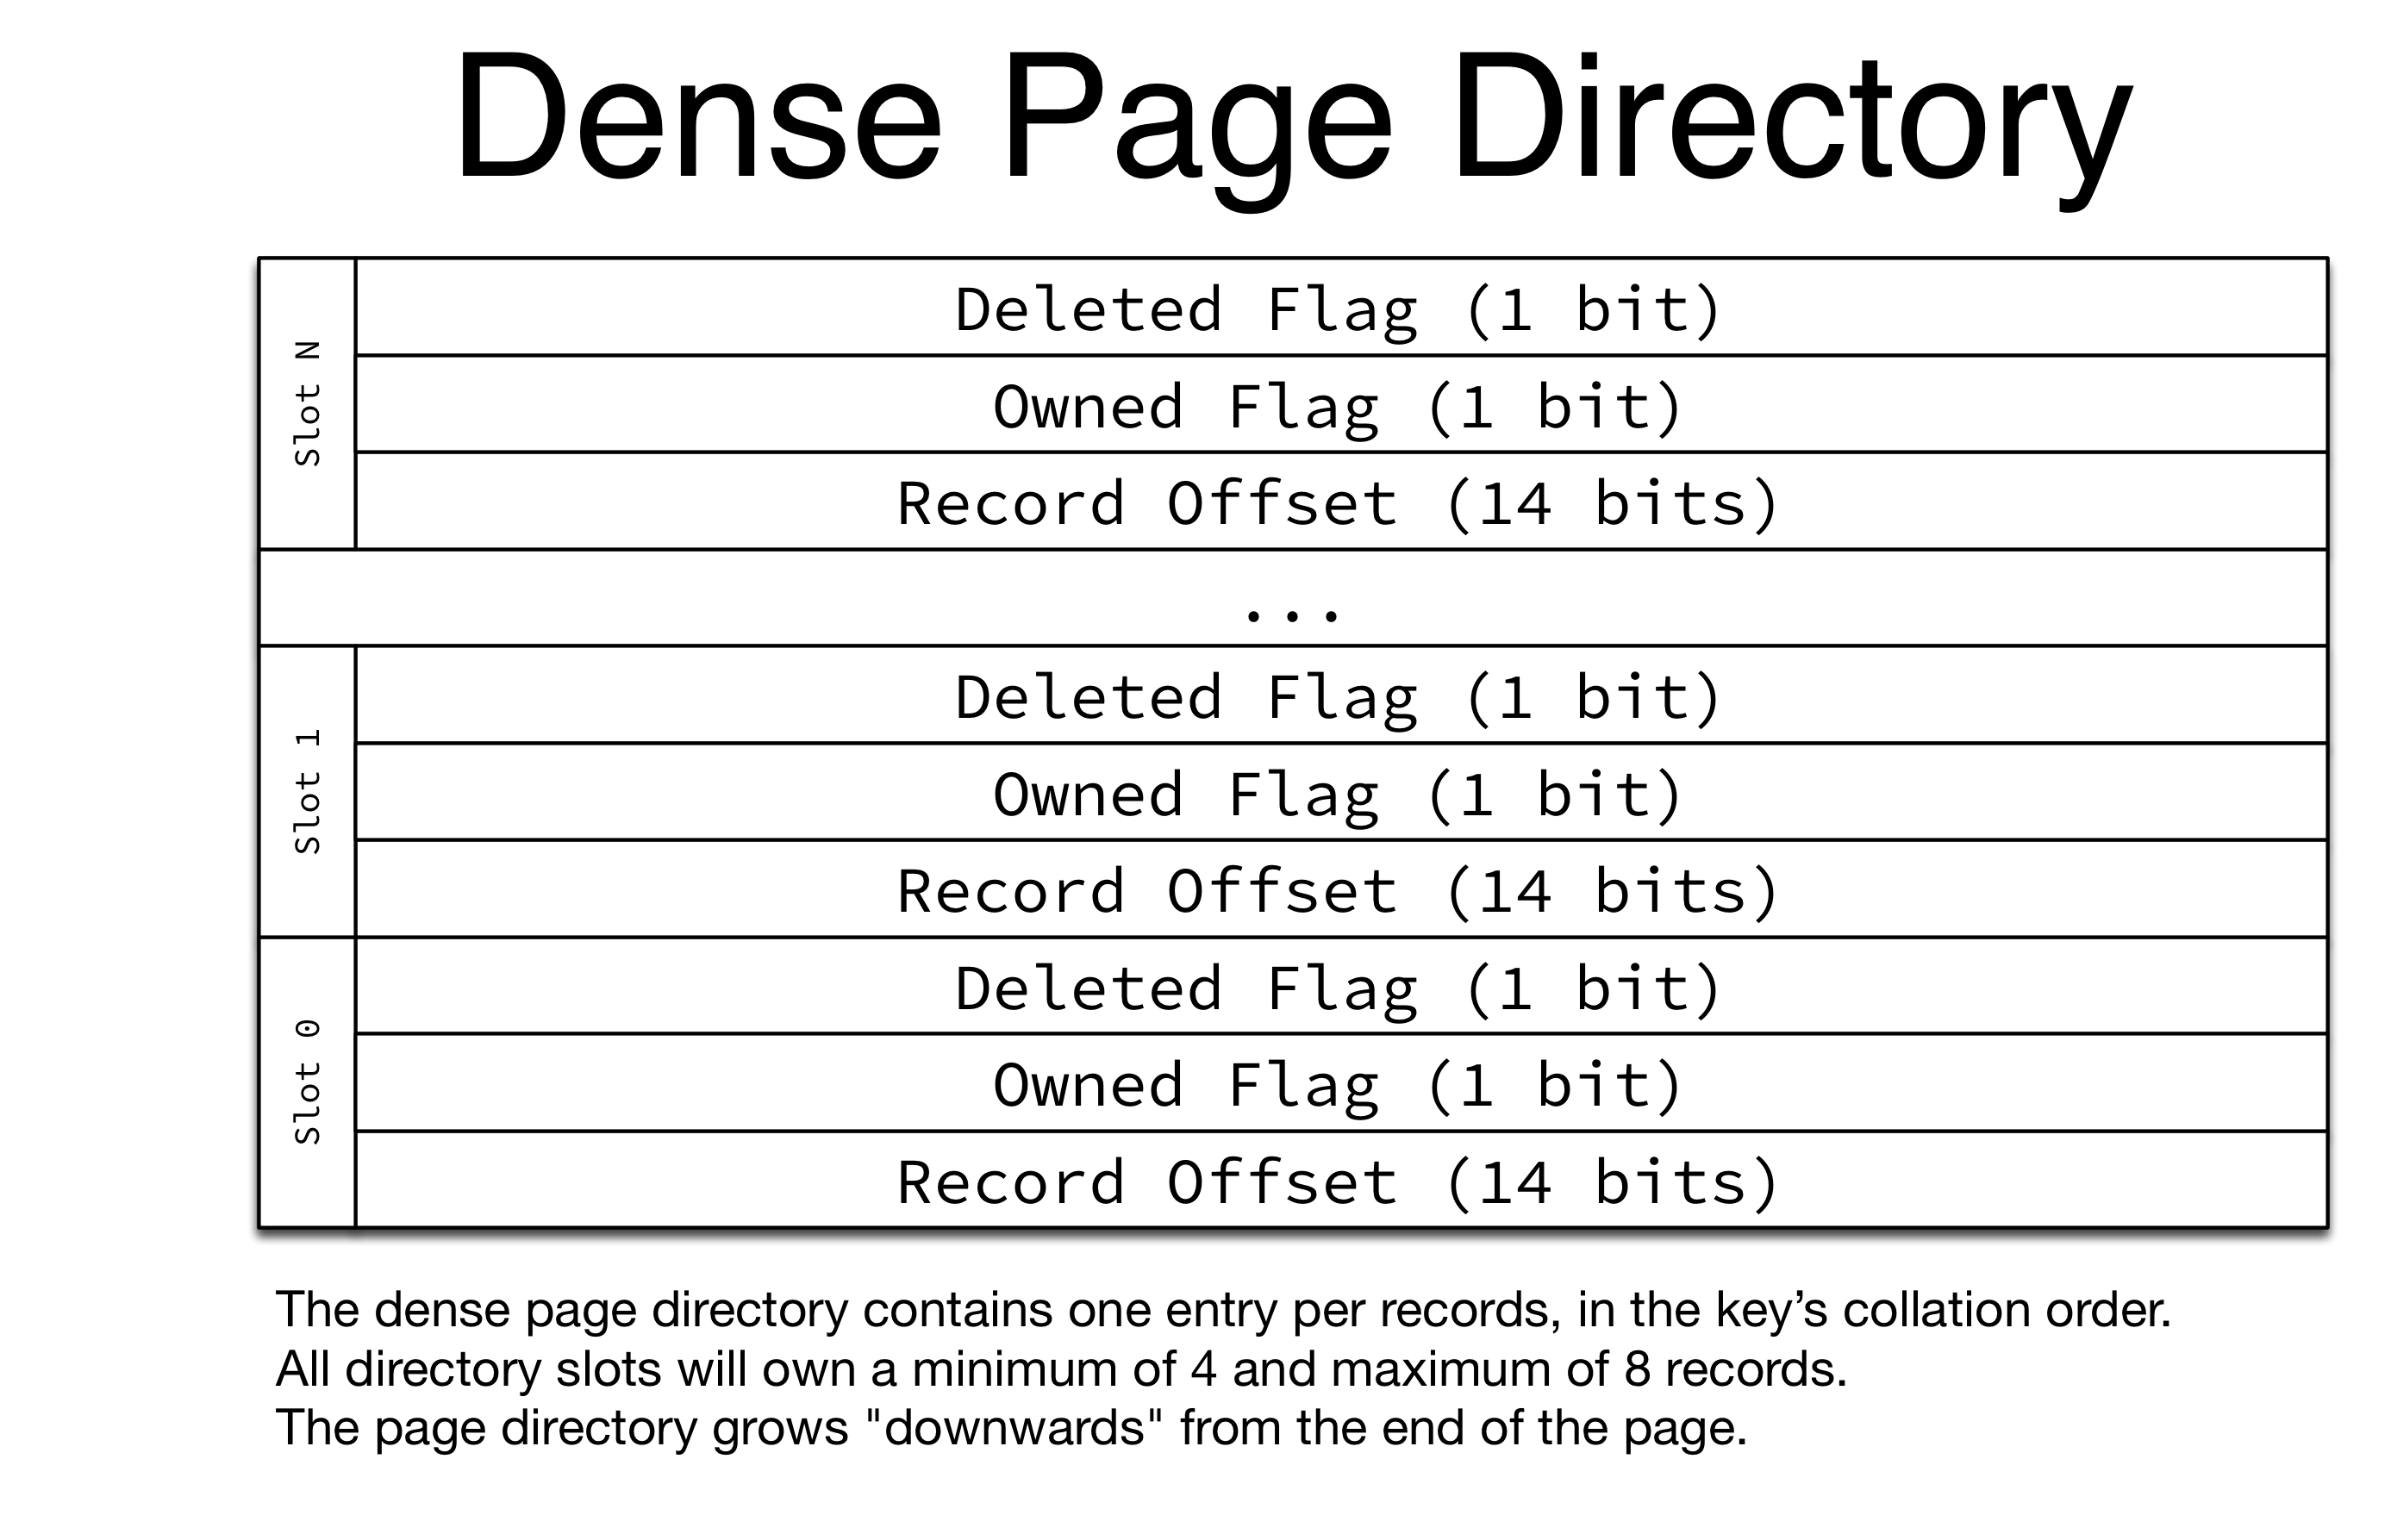 Dense Page Directory
Slot N
Deleted Flag (1 bit)
Owned Flag (1 bit)
Record Offset (14 bits)
...
Slot 1
Deleted Flag (1 bit)
Owned Flag (1 bit)
Record Offset (14 bits)
Slot 0
Deleted Flag (1 bit)
Owned Flag (1 bit)
Record Offset (14 bits)
The dense page directory contains one entry per records, in the key’s collation order.
All directory slots will own a minimum of 4 and maximum of 8 records.
The page directory grows "downwards" from the end of the page.